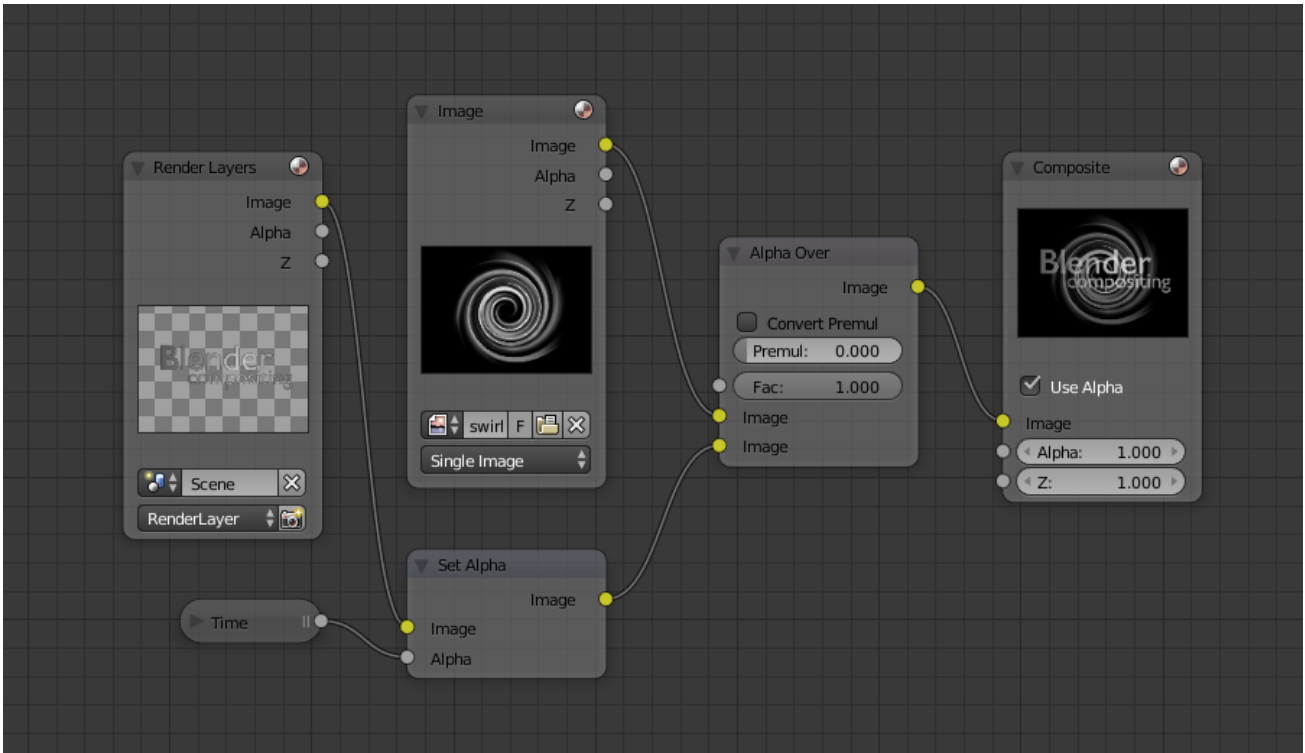 Render Layers
Image
Alpha
Z
Blender
compositing
Scene
RenderLayer
Time
Image
Image
Alpha
Z
swirl F
Single Image
Set Alpha
Image
Image
Alpha
Alpha Over
Image
Convert Premul
Premul: 0.000
Fac: 1.000
Image
Image
Composite
Blender
compositing
Use Alpha
Image
Alpha: 1.000
Z: 1.000